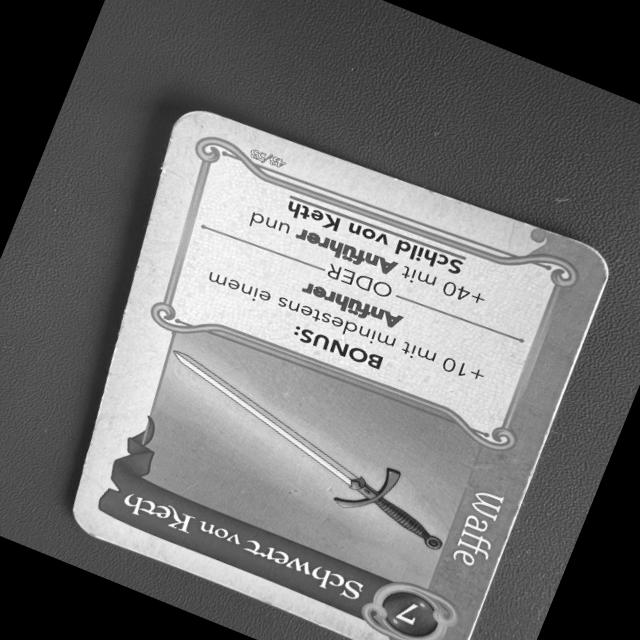 7
Schwert von Keth
Waffe
BONUS:
+10 mit mindestens einem
Anführer
ODER
+40 mit Anführer und
Schild von Keth